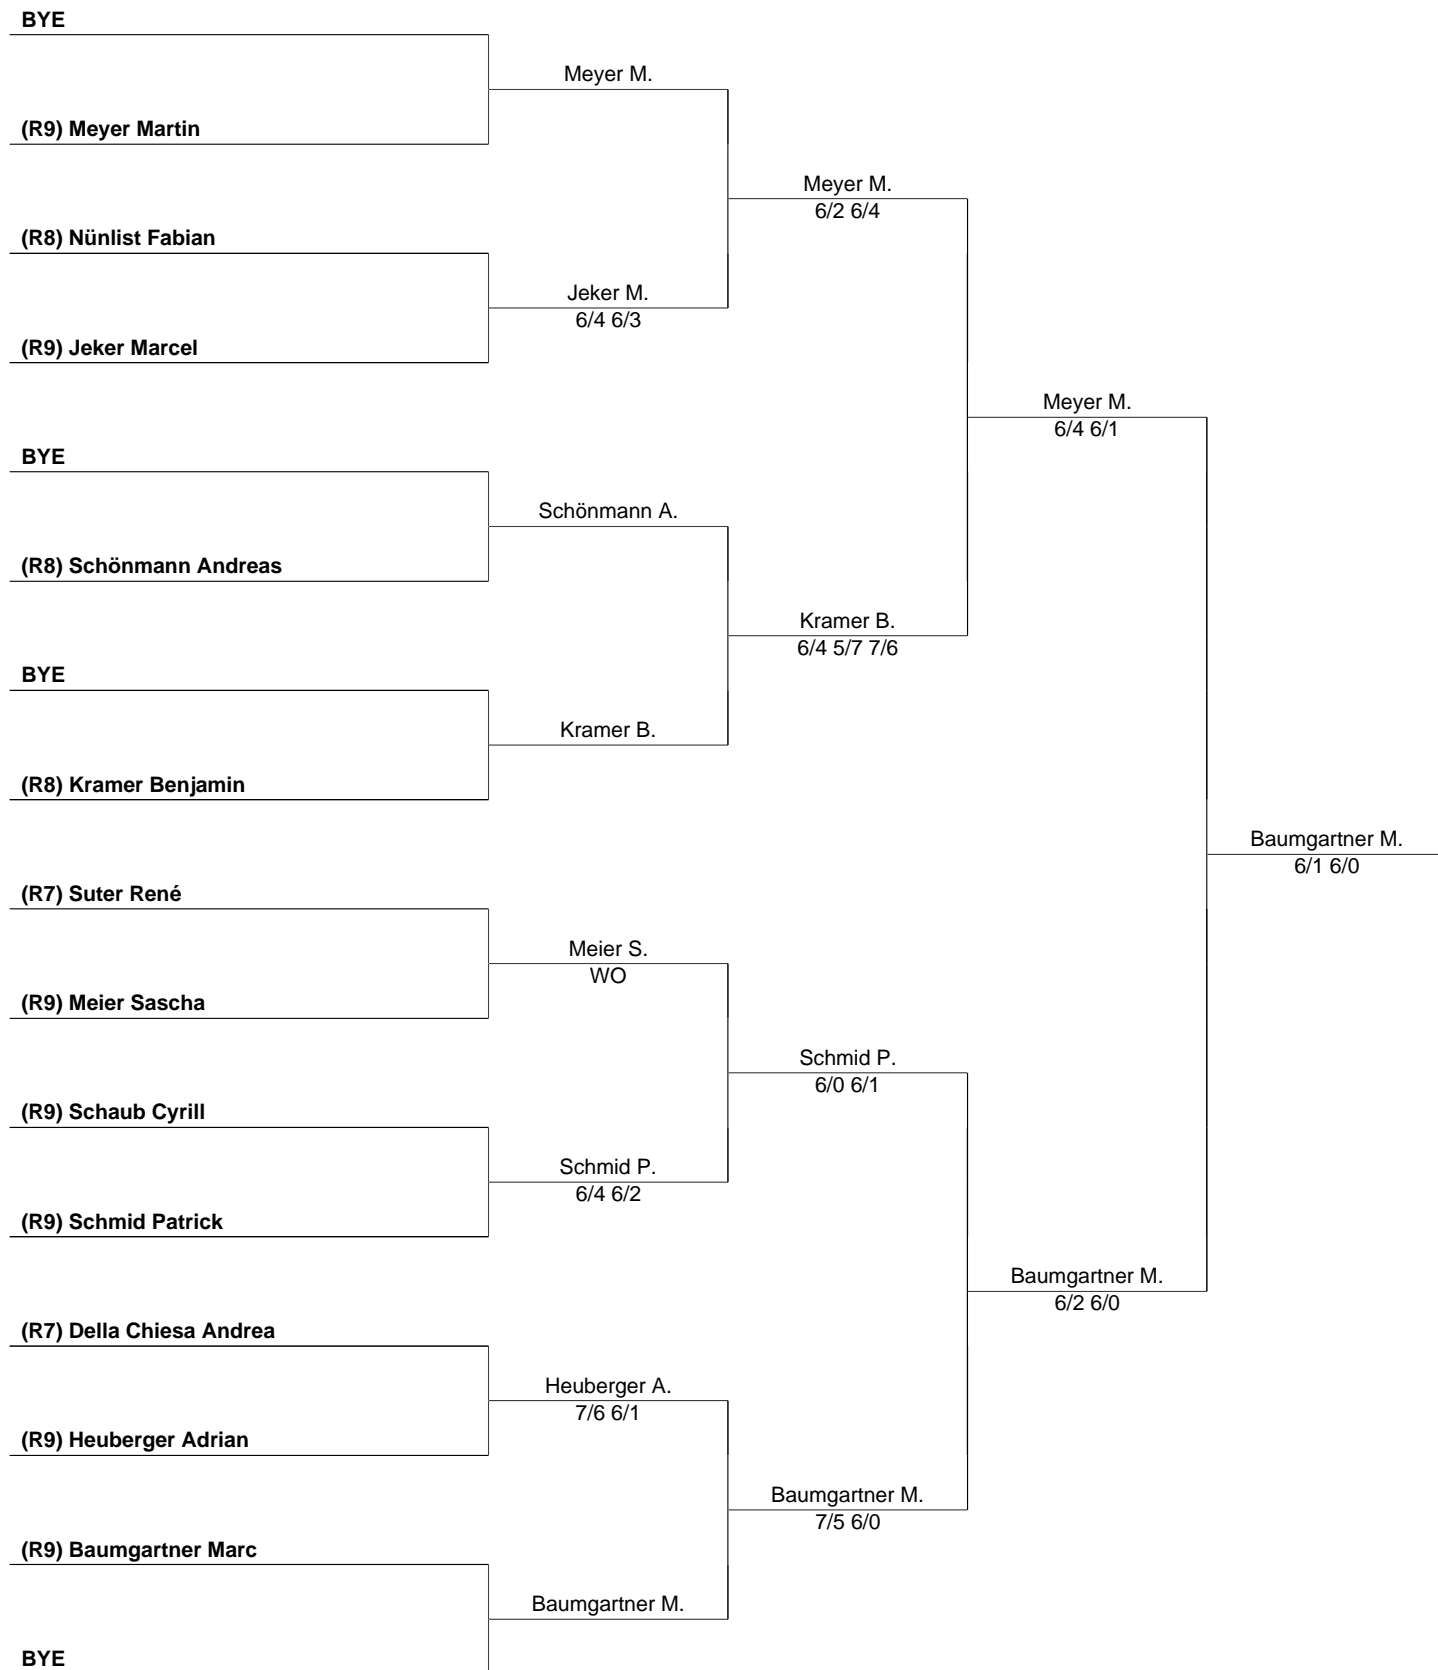 BYE
Meyer M.
(R9) Meyer Martin
Meyer M.
6/2 6/4
(R8) Nünlist Fabian
Jeker M.
6/4 6/3
(R9) Jeker Marcel
Meyer M.
6/4 6/1
BYE
Schönmann A.
(R8) Schönmann Andreas
Kramer B.
6/4 5/7 7/6
BYE
Kramer B.
(R8) Kramer Benjamin
Baumgartner M.
6/1 6/0
(R7) Suter René
Meier S.
WO
(R9) Meier Sascha
Schmid P.
6/0 6/1
(R9) Schaub Cyrill
Schmid P.
6/4 6/2
(R9) Schmid Patrick
Baumgartner M.
6/2 6/0
(R7) Della Chiesa Andrea
Heuberger A.
7/6 6/1
(R9) Heuberger Adrian
Baumgartner M.
7/5 6/0
(R9) Baumgartner Marc
Baumgartner M.
BYE